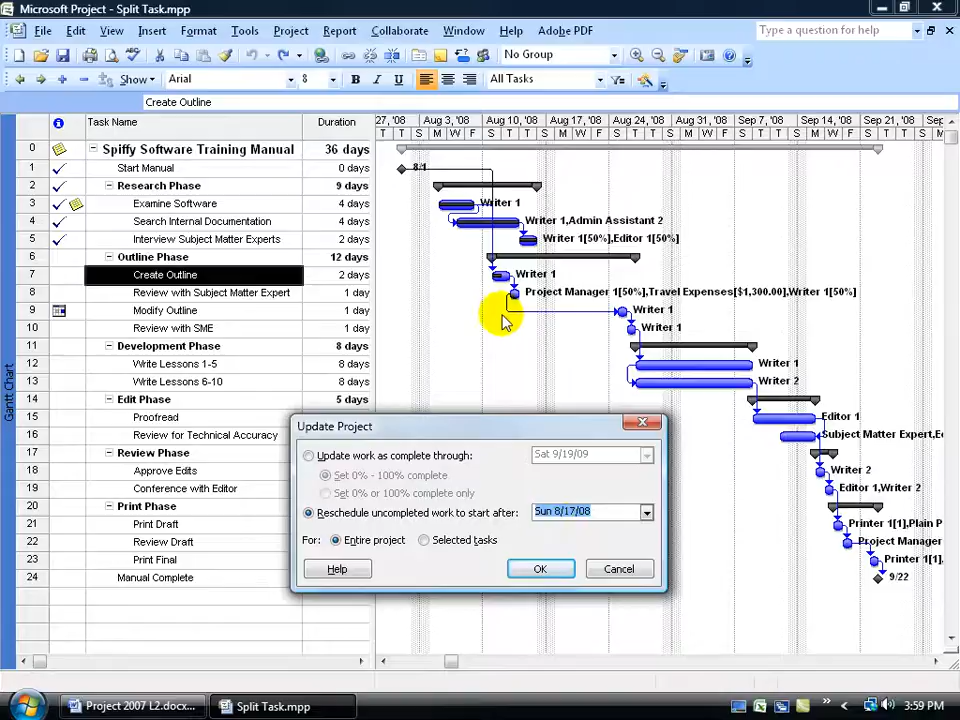 Microsoft Project - Split Task.mpp
File Edit View Insert Format Tools Project Report Collaborate Window Help Adobe PDF
Type a question for help
No Group
Show Arial 8 B I U All Tasks
Create Outline
Task Name Duration
27, '08 Aug 3, '08 Aug 10, '08 Aug 17, '08 Aug 24, '08 Aug 31, '08 Sep 7, '08 Sep 14, '08 Sep 21, '08 Sep
T T S M W F S T T S M W F S T T S M W F S T T S M
0 Spiffy Software Training Manual 36 days
1 Start Manual 0 days 8/1
2 Research Phase 9 days
3 Examine Software 4 days Writer 1
4 Search Internal Documentation 4 days Writer 1,Admin Assistant 2
5 Interview Subject Matter Experts 2 days Writer 1[50%],Editor 1[50%]
6 Outline Phase 12 days
7 Create Outline 2 days Writer 1
8 Review with Subject Matter Expert 1 day Project Manager 1[50%],Travel Expenses[$1,300.00],Writer 1[50%]
9 Modify Outline 1 day Writer 1
10 Review with SME 1 day Writer 1
11 Development Phase 8 days
12 Write Lessons 1-5 8 days Writer 1
13 Write Lessons 6-10 8 days Writer 2
14 Edit Phase 5 days
15 Proofread Editor 1
16 Review for Technical Accuracy Subject Matter Expert,Ed
17 Review Phase
18 Approve Edits Writer 2
19 Conference with Editor Editor 1,Writer 2
20 Print Phase
21 Print Draft Printer 1[1],Plain P
22 Review Draft Project Manager
23 Print Final Printer 1[1],
24 Manual Complete 9/22
Gantt Chart
Update Project
Update work as complete through: Sat 9/19/09
Set 0% - 100% complete
Set 0% or 100% complete only
Reschedule uncompleted work to start after: Sun 8/17/08
For: Entire project Selected tasks
Help OK Cancel
Project 2007 L2.docx... Split Task.mpp 3:59 PM